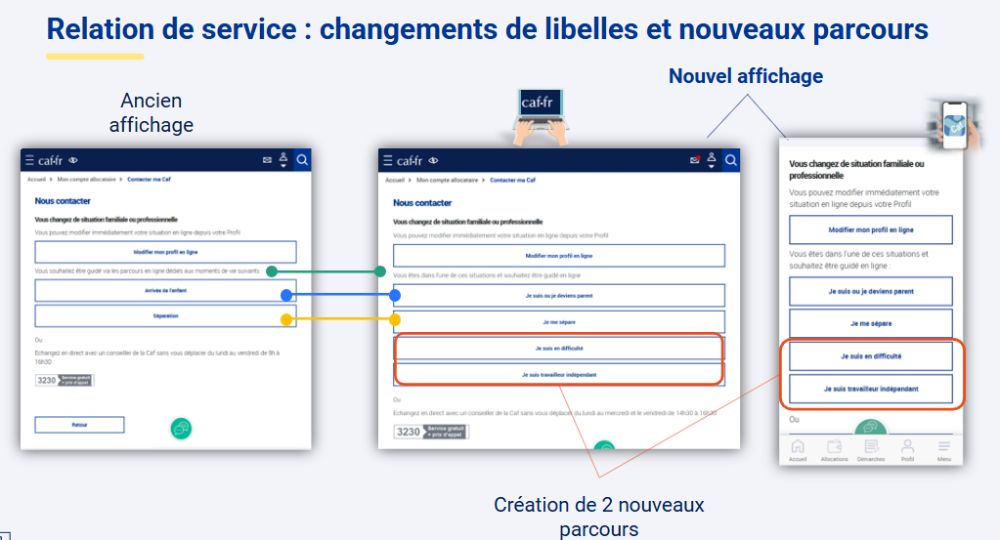 Relation de service : changements de libelles et nouveaux parcours
Nouvel affichage
Ancien
affichage
caf·fr
caf·fr
Accueil > Mon compte allocataire > Contacter ma Caf
Nous contacter
Vous changez de situation familiale ou professionnelle
Vous pouvez modifier immédiatement votre situation en ligne depuis votre Profil
Modifier mon profil en ligne
Vous souhaitez être guidé via les parcours en ligne dédiés aux moments de vie suivants
Arrivée de l'enfant
Séparation
Ou
Echangez en direct avec un conseiller de la Caf sans vous déplacer du lundi au vendredi de 9h à
16h30
3230 Service gratuit
+ prix d'appel
Retour
caf·fr
Accueil > Mon compte allocataire > Contacter ma Caf
Nous contacter
Vous changez de situation familiale ou professionnelle
Vous pouvez modifier immédiatement votre situation en ligne depuis votre Profil
Modifier mon profil en ligne
Vous êtes dans l'une de ces situations et souhaitez être guidé en ligne
Je suis ou je deviens parent
Je me sépare
Je suis en difficulté
Je suis travailleur indépendant
Ou
Echangez en direct avec un conseiller de la Caf sans vous déplacer du lundi au mercredi et le vendredi de 14h30 à 16h30
3230 Service gratuit
+ prix d'appel
Vous changez de situation familiale ou
professionnelle
Vous pouvez modifier immédiatement votre
situation en ligne depuis votre Profil
Modifier mon profil en ligne
Vous êtes dans l'une de ces situations et
souhaitez être guidé en ligne :
Je suis ou je deviens parent
Je me sépare
Je suis en difficulté
Je suis travailleur indépendant
Ou
Accueil Allocations Démarches Profil Menu
Création de 2 nouveaux
parcours